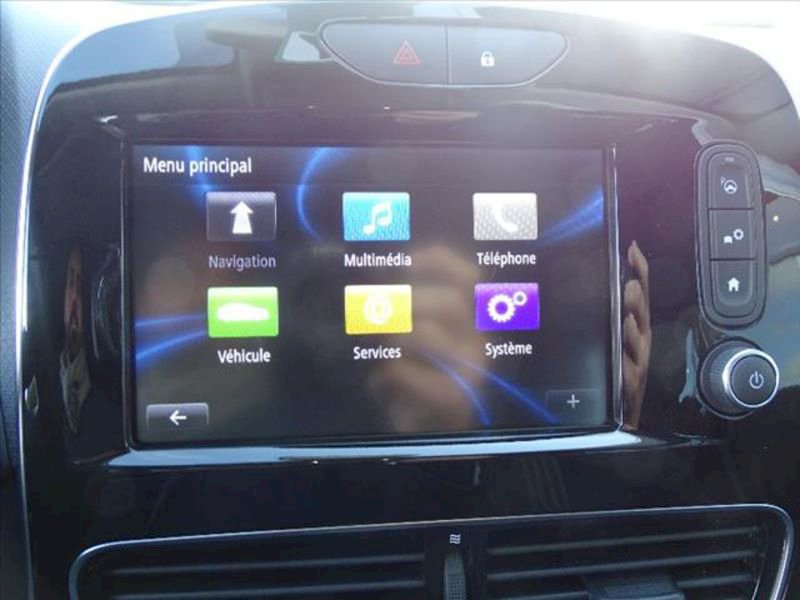 Menu principal
Navigation
Multimédia
Téléphone
Véhicule
Services
Système